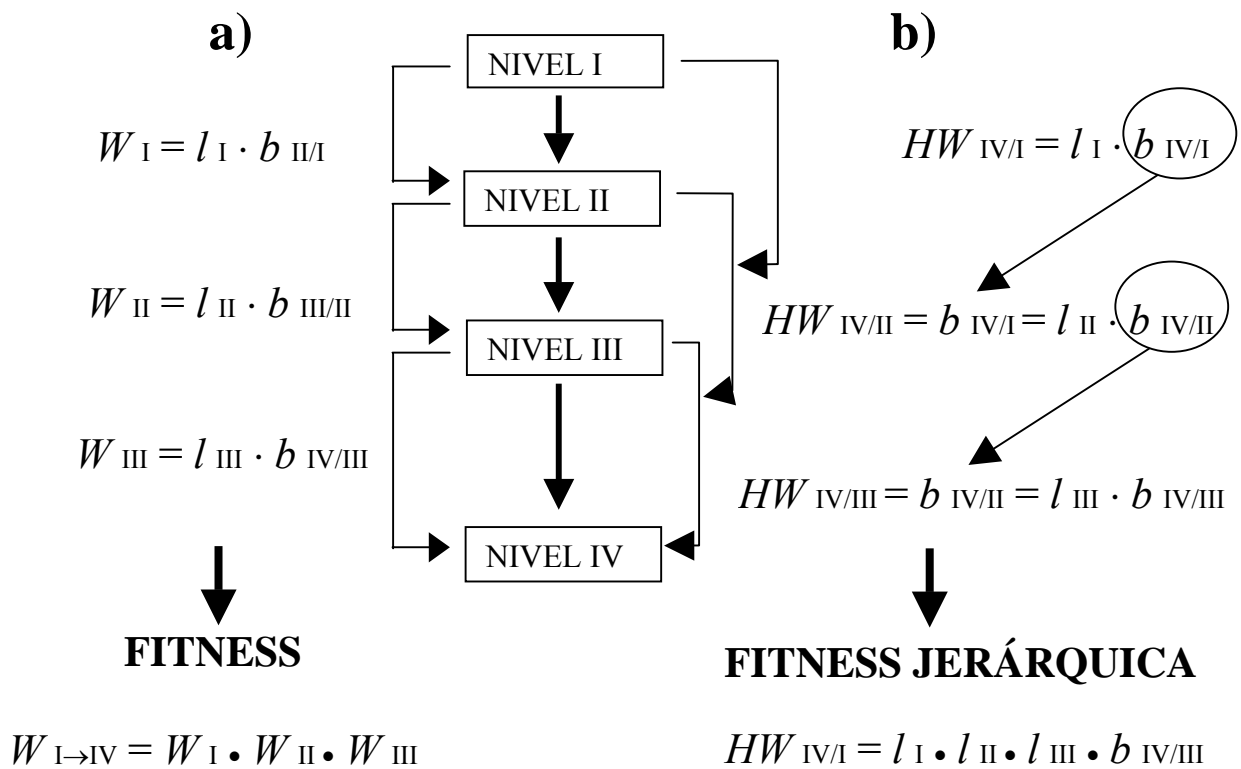 a)
b)
NIVEL I
W I = l I · b II/I
HW IV/I = l I · b IV/I
NIVEL II
W II = l II · b III/II
HW IV/II = b IV/I = l II · b IV/II
NIVEL III
W III = l III · b IV/III
HW IV/III = b IV/II = l III · b IV/III
NIVEL IV
FITNESS
FITNESS JERÁRQUICA
W I→IV = W I • W II • W III
HW IV/I = l I • l II • l III • b IV/III